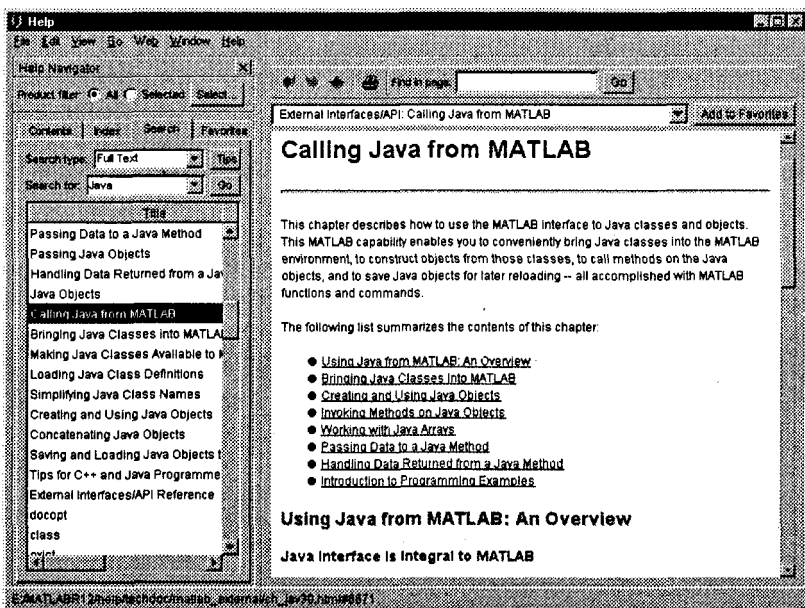 Help
File Edit View Go Web Window Help
Help Navigator
Product filter: All Selected Select...
Contents Index Search Favorites
Search type: Full Text Tips
Search for: Java Go
Title
Passing Data to a Java Method
Passing Java Objects
Handling Data Returned from a Jav
Java Objects
Calling Java from MATLAB
Bringing Java Classes into MATLA
Making Java Classes Available to
Loading Java Class Definitions
Simplifying Java Class Names
Creating and Using Java Objects
Concatenating Java Objects
Saving and Loading Java Objects t
Tips for C++ and Java Programme
External Interfaces/API Reference
docopt
class
exist
Find in page: Go
External Interfaces/API: Calling Java from MATLAB Add to Favorites
Calling Java from MATLAB
This chapter describes how to use the MATLAB interface to Java classes and objects.
This MATLAB capability enables you to conveniently bring Java classes into the MATLAB
environment, to construct objects from those classes, to call methods on the Java
objects, and to save Java objects for later reloading -- all accomplished with MATLAB
functions and commands.
The following list summarizes the contents of this chapter:
● Using Java from MATLAB: An Overview
● Bringing Java Classes Into MATLAB
● Creating and Using Java Objects
● Invoking Methods on Java Objects
● Working with Java Arrays
● Passing Data to a Java Method
● Handling Data Returned from a Java Method
● Introduction to Programming Examples
Using Java from MATLAB: An Overview
Java Interface is Integral to MATLAB
E:/MATLABR12/help/techdoc/matlab_external/ch_jav39.html#6671